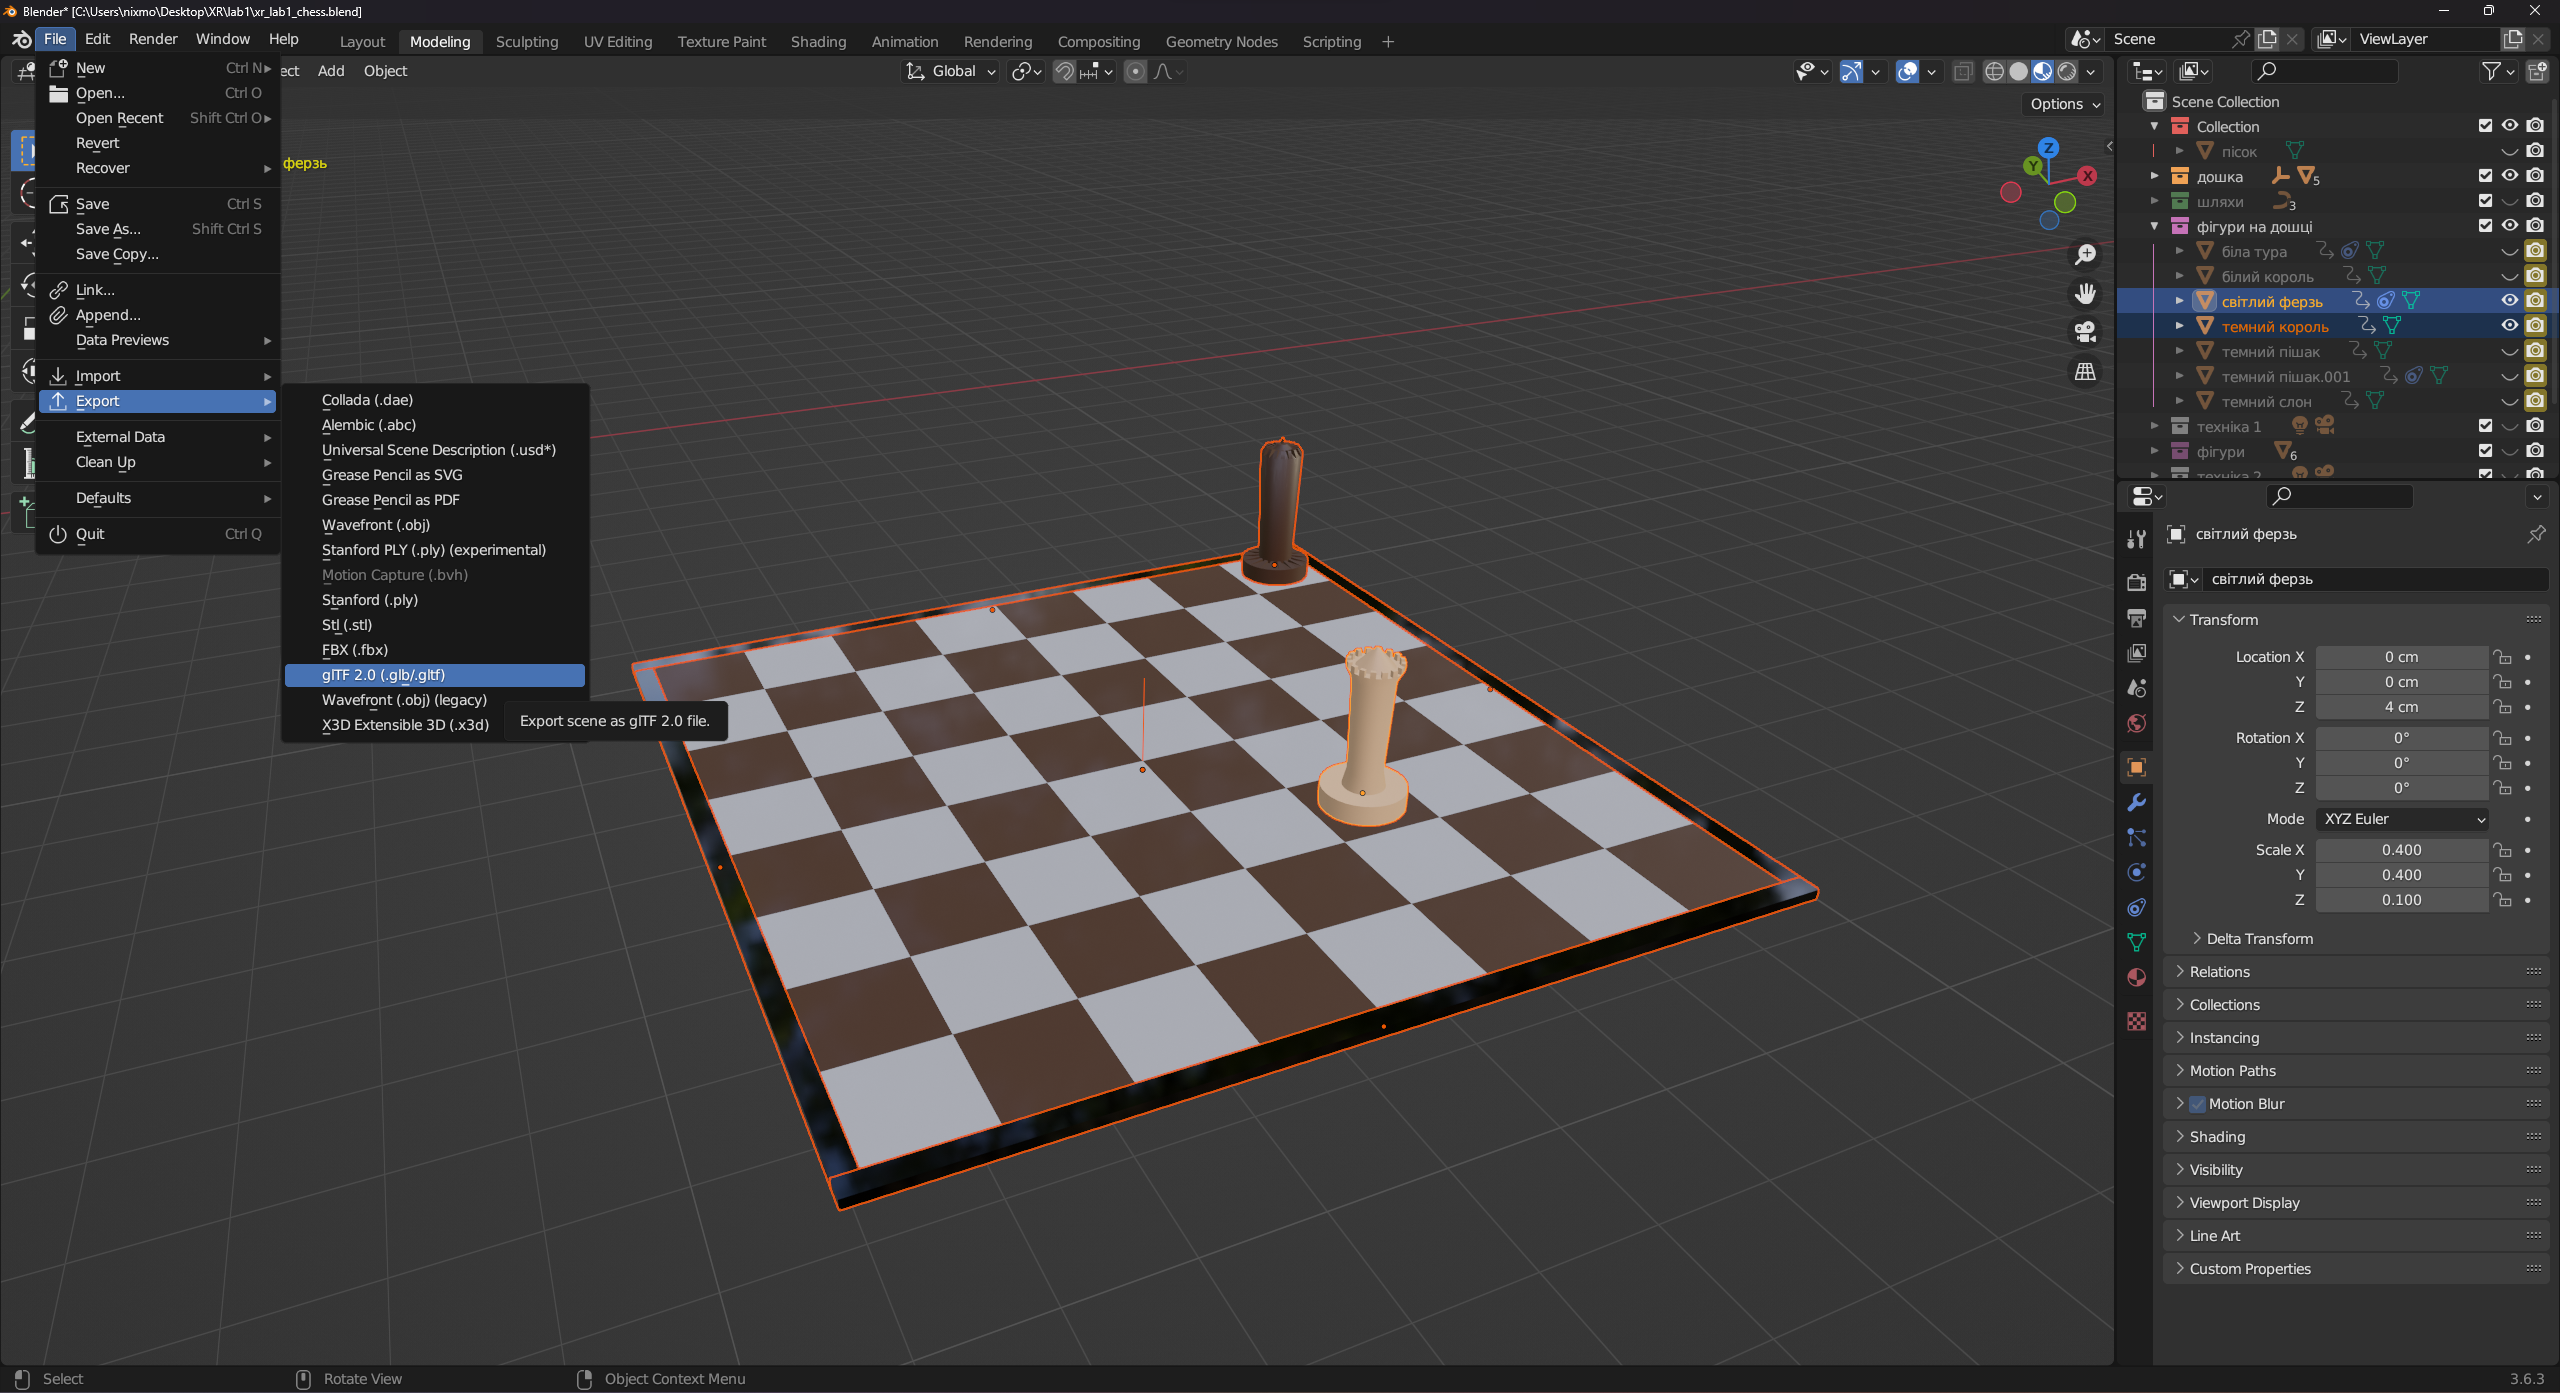 Blender* [C:\Users\nixmo\Desktop\XR\lab1\xr_lab1_chess.blend]
File Edit Render Window Help Layout Modeling Sculpting UV Editing Texture Paint Shading Animation Rendering Compositing Geometry Nodes Scripting + Scene ViewLayer
ect Add Object Global
Options
New Ctrl N
Open... Ctrl O
Open Recent Shift Ctrl O
Revert
Recover
Save Ctrl S
Save As... Shift Ctrl S
Save Copy...
Link...
Append...
Data Previews
Import
Export
External Data
Clean Up
Defaults
Quit Ctrl Q
ферзь
Collada (.dae)
Alembic (.abc)
Universal Scene Description (.usd*)
Grease Pencil as SVG
Grease Pencil as PDF
Wavefront (.obj)
Stanford PLY (.ply) (experimental)
Motion Capture (.bvh)
Stanford (.ply)
Stl (.stl)
FBX (.fbx)
glTF 2.0 (.glb/.gltf)
Wavefront (.obj) (legacy)
X3D Extensible 3D (.x3d)
Export scene as glTF 2.0 file.
Z
Y
X
Scene Collection
Collection
пісок
дошка 5
шляхи 3
фігури на дошці
біла тура
білий король
світлий ферзь
темний король
темний пішак
темний пішак.001
темний слон
техніка 1
фігури 6
техніка 2
світлий ферзь
світлий ферзь
Transform
Location X 0 cm
Y 0 cm
Z 4 cm
Rotation X 0°
Y 0°
Z 0°
Mode XYZ Euler
Scale X 0.400
Y 0.400
Z 0.100
Delta Transform
Relations
Collections
Instancing
Motion Paths
Motion Blur
Shading
Visibility
Viewport Display
Line Art
Custom Properties
Select Rotate View Object Context Menu 3.6.3